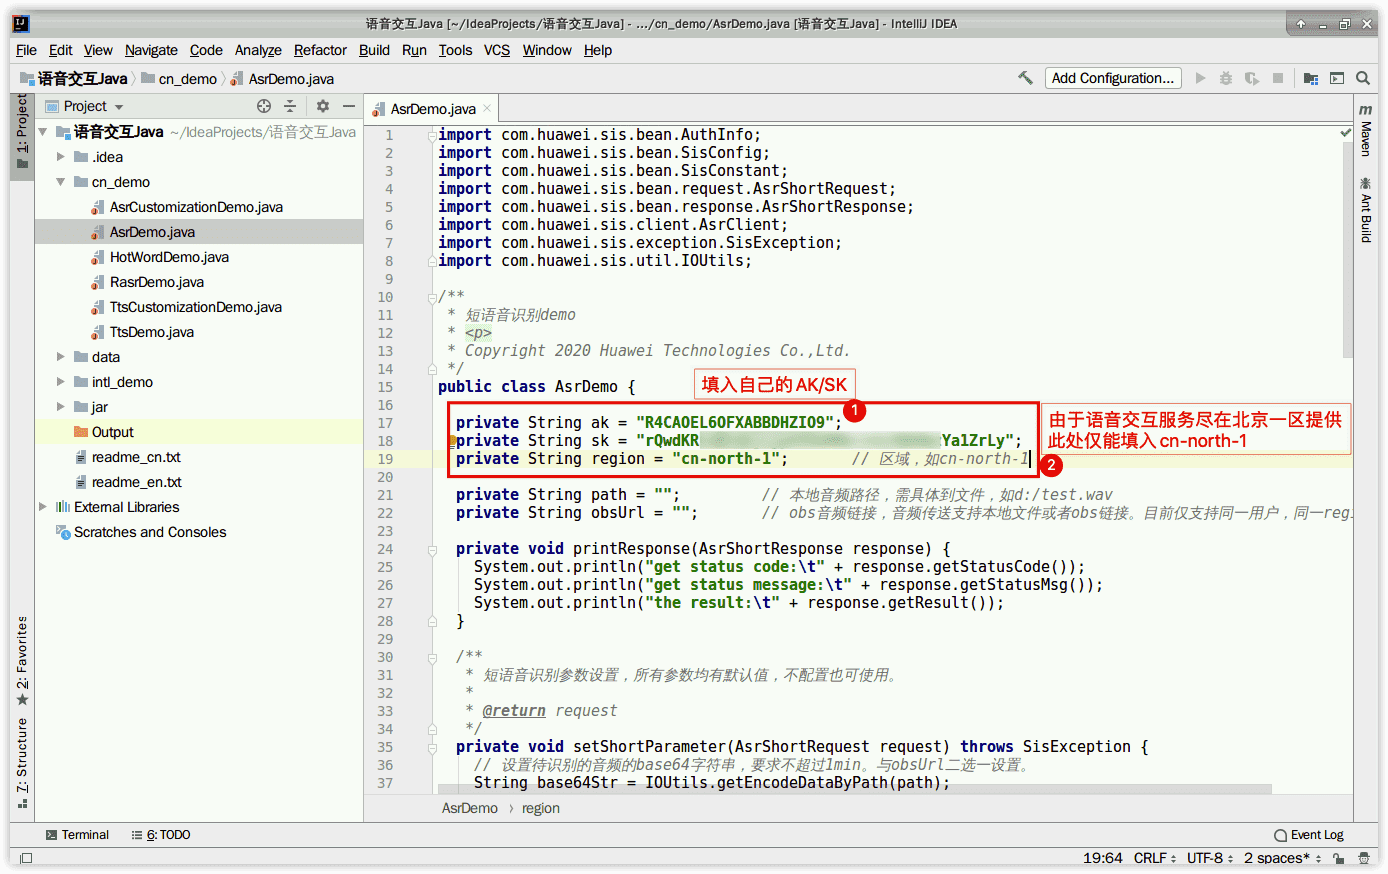 语音交互Java [~/IdeaProjects/语音交互Java] - .../cn_demo/AsrDemo.java [语音交互Java] - IntelliJ IDEA
File Edit View Navigate Code Analyze Refactor Build Run Tools VCS Window Help
语音交互Java cn_demo AsrDemo.java Add Configuration...
1: Project
Project
语音交互Java ~/IdeaProjects/语音交互Java
.idea
cn_demo
AsrCustomizationDemo.java
AsrDemo.java
HotWordDemo.java
RasrDemo.java
TtsCustomizationDemo.java
TtsDemo.java
data
intl_demo
jar
Output
readme_cn.txt
readme_en.txt
External Libraries
Scratches and Consoles
2: Favorites
7: Structure
AsrDemo.java
1 import com.huawei.sis.bean.AuthInfo;
2 import com.huawei.sis.bean.SisConfig;
3 import com.huawei.sis.bean.SisConstant;
4 import com.huawei.sis.bean.request.AsrShortRequest;
5 import com.huawei.sis.bean.response.AsrShortResponse;
6 import com.huawei.sis.client.AsrClient;
7 import com.huawei.sis.exception.SisException;
8 import com.huawei.sis.util.IOUtils;
9
10 /**
11 * 短语音识别demo
12 * <p>
13 * Copyright 2020 Huawei Technologies Co.,Ltd.
14 */
15 public class AsrDemo {
填入自己的AK/SK
16
1
17 private String ak = "R4CAOEL6OFXABBDHZIO9";
18 private String sk = "rQwdKR Ya1ZrLy";
19 private String region = "cn-north-1"; // 区域，如cn-north-1
由于语音交互服务尽在北京一区提供
此处仅能填入cn-north-1
2
20
21 private String path = ""; // 本地音频路径，需具体到文件，如d:/test.wav
22 private String obsUrl = ""; // obs音频链接，音频传送支持本地文件或者obs链接。目前仅支持同一用户，同一regi
23
24 private void printResponse(AsrShortResponse response) {
25 System.out.println("get status code:\t" + response.getStatusCode());
26 System.out.println("get status message:\t" + response.getStatusMsg());
27 System.out.println("the result:\t" + response.getResult());
28 }
29
30 /**
31 * 短语音识别参数设置，所有参数均有默认值，不配置也可使用。
32 *
33 * @return request
34 */
35 private void setShortParameter(AsrShortRequest request) throws SisException {
36 // 设置待识别的音频的base64字符串，要求不超过1min。与obsUrl二选一设置。
37 String base64Str = IOUtils.getEncodeDataByPath(path);
AsrDemo › region
m Maven
Ant Build
Terminal 6: TODO Event Log
19:64 CRLF UTF-8 2 spaces*